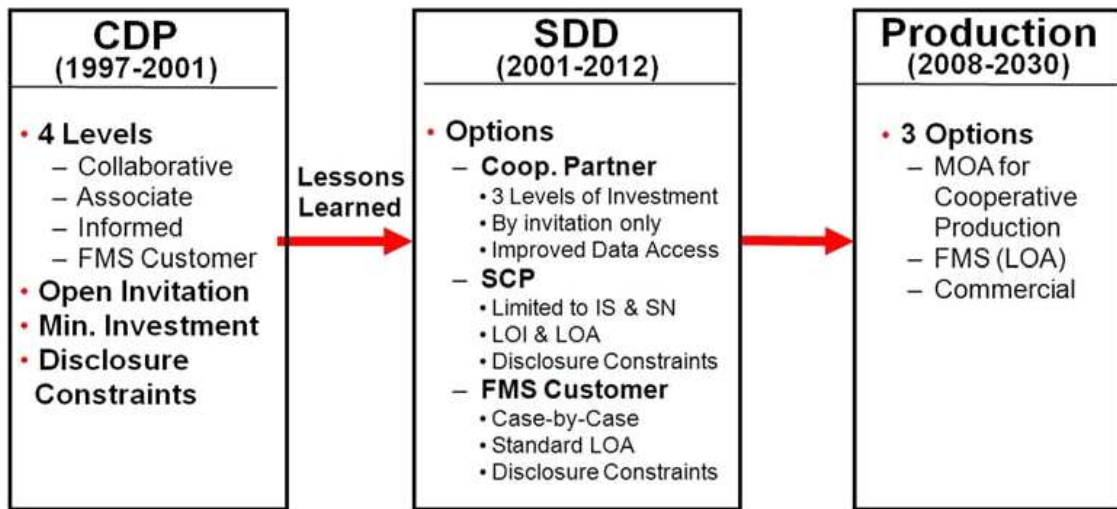 CDP
(1997-2001)
• 4 Levels
– Collaborative
– Associate
– Informed
– FMS Customer
• Open Invitation
• Min. Investment
• Disclosure
Constraints
Lessons
Learned
SDD
(2001-2012)
• Options
– Coop. Partner
• 3 Levels of Investment
• By invitation only
• Improved Data Access
– SCP
• Limited to IS & SN
• LOI & LOA
• Disclosure Constraints
– FMS Customer
• Case-by-Case
• Standard LOA
• Disclosure Constraints
Production
(2008-2030)
• 3 Options
– MOA for
Cooperative
Production
– FMS (LOA)
– Commercial